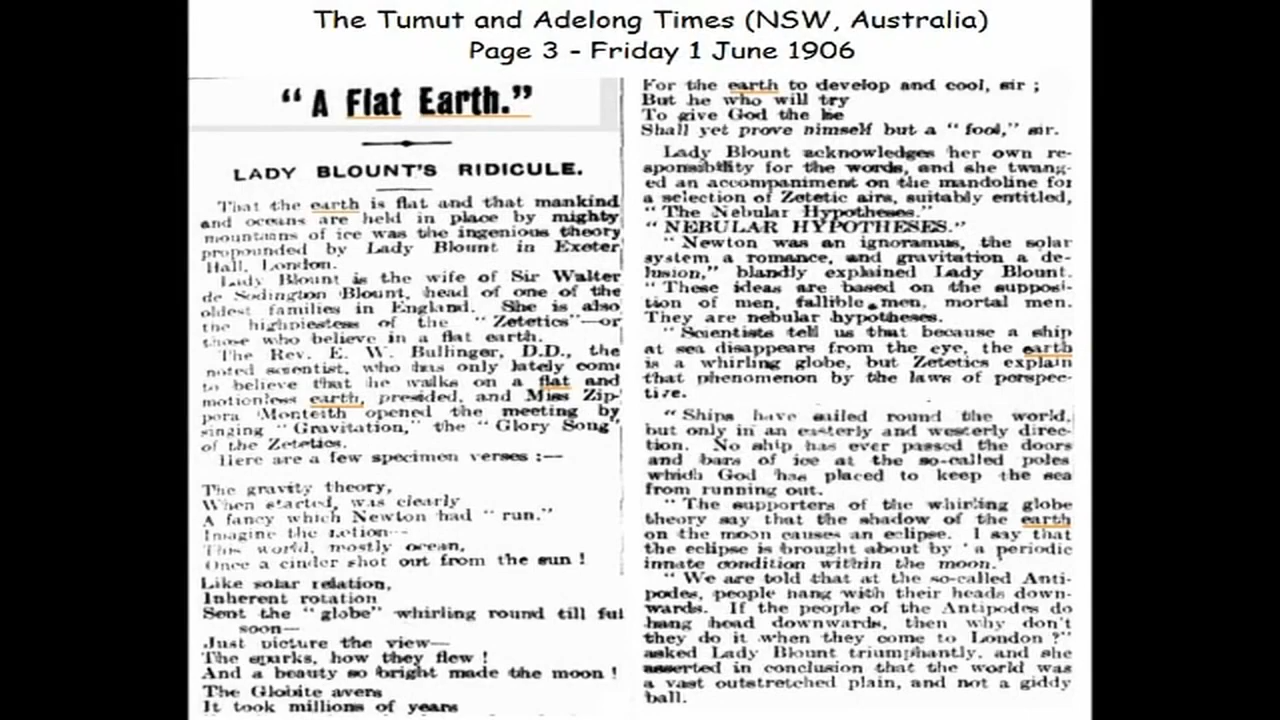 The Tumut and Adelong Times (NSW, Australia)
Page 3 - Friday 1 June 1906
“A Flat Earth.”
LADY BLOUNT'S RIDICULE.
That the earth is flat and that mankind
and oceans are held in place by mighty
mountains of ice was the ingenious theory
propounded by Lady Blount in Exeter
Hall, London.
Lady Blount is the wife of Sir Walter
de Sodington Blount, head of one of the
oldest families in England. She is also
the highpiestess of the “Zetetics”—or
those who believe in a flat earth.
The Rev. E. W. Bullinger, D.D., the
noted scientist, who has only lately come
to believe that he walks on a flat and
motionless earth, presided, and Miss Zip-
pora Monteith opened the meeting by
singing “Gravitation,” the “Glory Song”
of the Zetetics.
Here are a few specimen verses :—
The gravity theory,
When started, was clearly
A fancy which Newton had “run.”
Imagine the notion—
This world, mostly ocean,
Once a cinder shot out from the sun !
Like solar relation,
Inherent rotation
Sent the “globe” whirling round till ful
soon—
Just picture the view—
The sparks, how they flew !
And a beauty so bright made the moon !
The Globite avers
It took millions of years
For the earth to develop and cool, sir ;
But he who will try
To give God the lie
Shall yet prove himself but a “fool,” sir.
Lady Blount acknowledges her own re-
sponsibility for the words, and she twang-
ed an accompaniment on the mandoline for
a selection of Zetetic airs, suitably entitled,
“The Nebular Hypotheses.”
“NEBULAR HYPOTHESES.”
“Newton was an ignoramus, the solar
system a romance, and gravitation a de-
lusion,” blandly explained Lady Blount.
“These ideas are based on the supposi-
tion of men, fallible men, mortal men.
They are nebular hypotheses.
“Scientists tell us that because a ship
at sea disappears from the eye, the earth
is a whirling globe, but Zetetics explain
that phenomenon by the laws of perspec-
tive.
“Ships have sailed round the world,
but only in an easterly and westerly direc-
tion. No ship has ever passed the doors
and bars of ice at the so-called poles
which God has placed to keep the sea
from running out.
“The supporters of the whirling globe
theory say that the shadow of the earth
on the moon causes an eclipse. I say that
the eclipse is brought about by ‘a periodic
innate condition within the moon.’
“We are told that at the so-called Anti-
podes, people hang with their heads down-
wards. If the people of the Antipodes do
hang head downwards, then why don't
they do it when they come to London ?”
asked Lady Blount triumphantly, and she
asserted in conclusion that the world was
a vast outstretched plain, and not a giddy
ball.